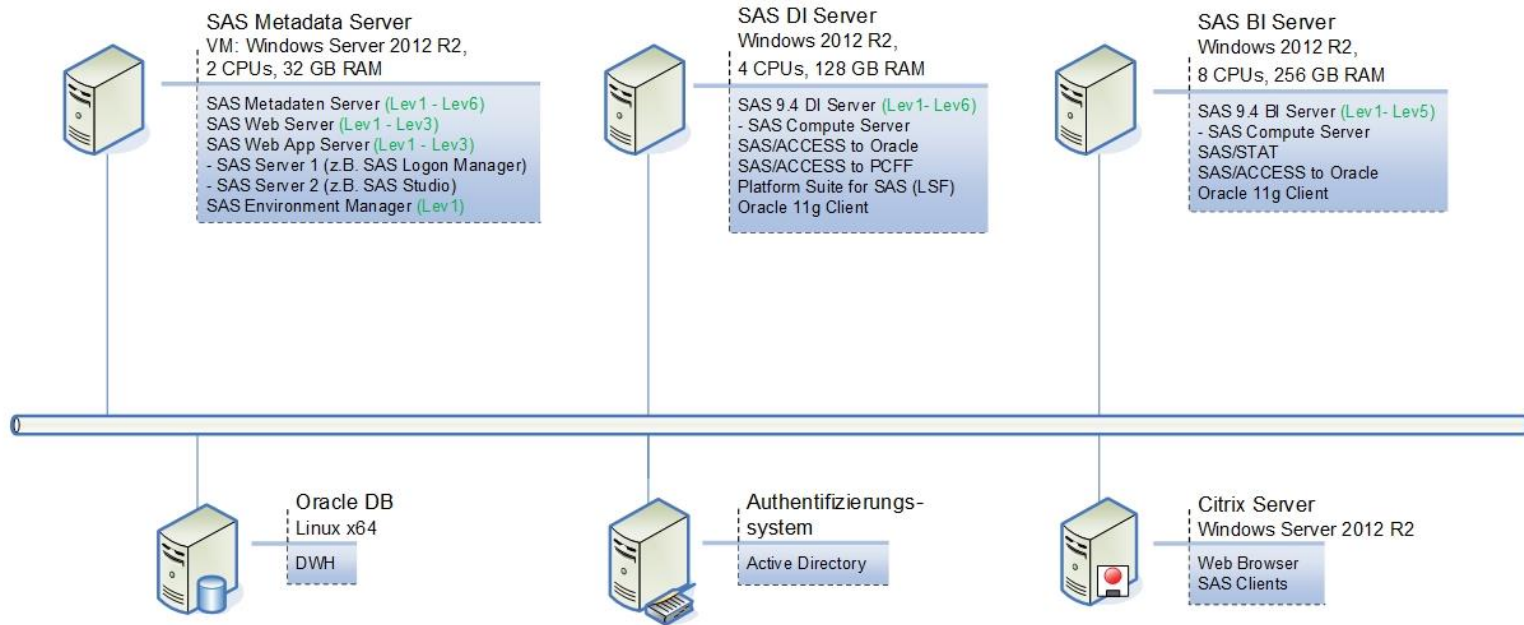 SAS Metadata Server
VM: Windows Server 2012 R2,
2 CPUs, 32 GB RAM
SAS Metadaten Server (Lev1 - Lev6)
SAS Web Server (Lev1 - Lev3)
SAS Web App Server (Lev1 - Lev3)
- SAS Server 1 (z.B. SAS Logon Manager)
- SAS Server 2 (z.B. SAS Studio)
SAS Environment Manager (Lev1)
SAS DI Server
Windows 2012 R2,
4 CPUs, 128 GB RAM
SAS 9.4 DI Server (Lev1- Lev6)
- SAS Compute Server
SAS/ACCESS to Oracle
SAS/ACCESS to PCFF
Platform Suite for SAS (LSF)
Oracle 11g Client
SAS BI Server
Windows 2012 R2,
8 CPUs, 256 GB RAM
SAS 9.4 BI Server (Lev1- Lev5)
- SAS Compute Server
SAS/STAT
SAS/ACCESS to Oracle
Oracle 11g Client
Oracle DB
Linux x64
DWH
Authentifizierungs-
system
Active Directory
Citrix Server
Windows Server 2012 R2
Web Browser
SAS Clients